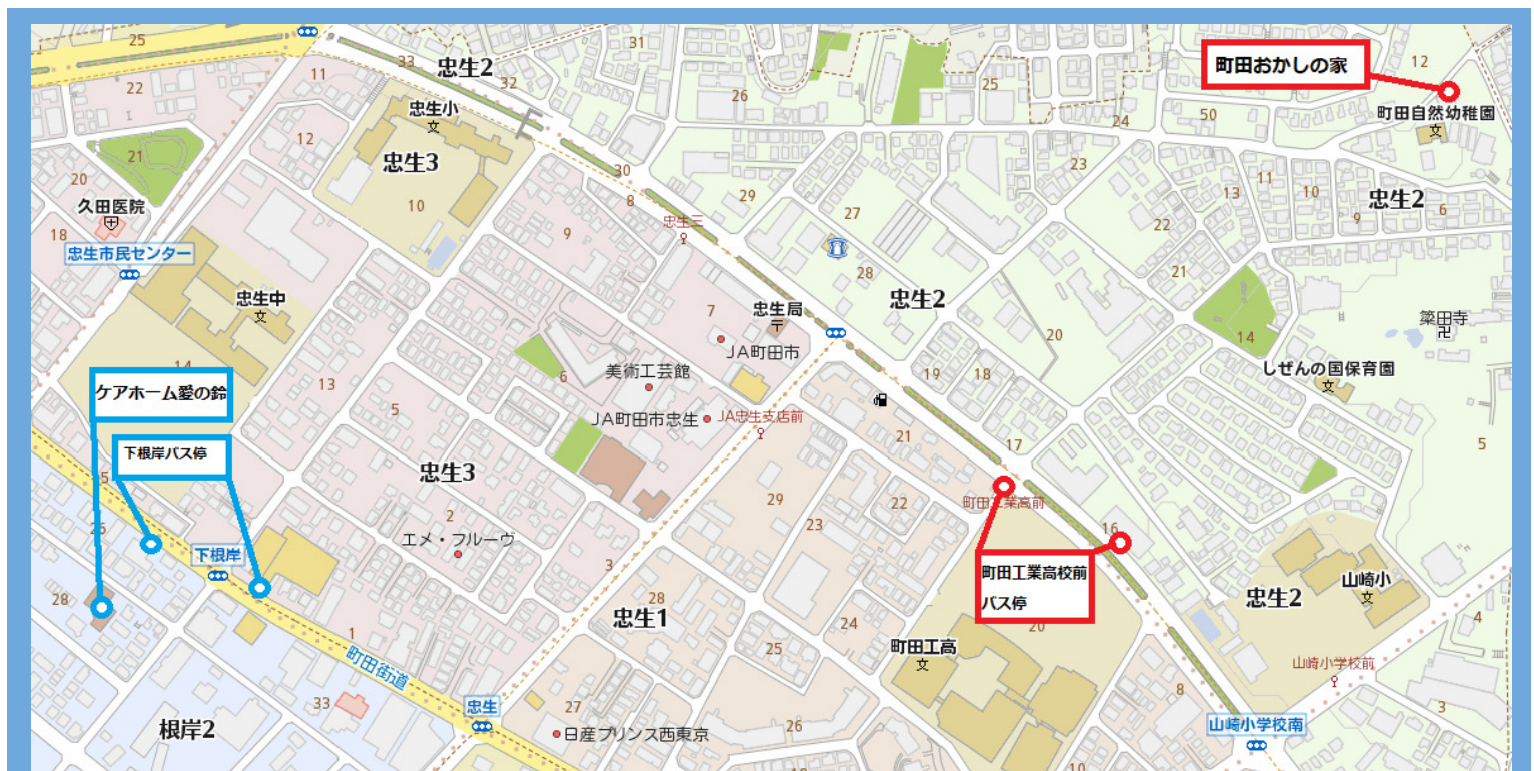 25
33
忠生2
32
31
12
町田おかしの家
22
11
忠生小
26
25
24
50
町田自然幼稚園
21
12
忠生3
30
29
23
13
11
10
忠生2
9
6
20
久田医院
10
8
忠生三
27
22
18
忠生市民センター
9
28
21
忠生中
7
忠生局
忠生2
20
14
簗田寺
JA町田市
しぜんの国保育園
14
13
6
美術工芸館
19
18
ケアホーム愛の鈴
5
JA町田市忠生
JA忠生支店前
21
17
5
下根岸バス停
忠生3
29
22
町田工業高前
25
2
23
16
26
エメ・フルーヴ
下根岸
3
町田工業高校前
バス停
山崎小
28
28
忠生1
24
忠生2
20
4
1
25
町田工高
山崎小学校前
町田街道
8
33
忠生
27
26
3
根岸2
日産プリンス西東京
山崎小学校南
10